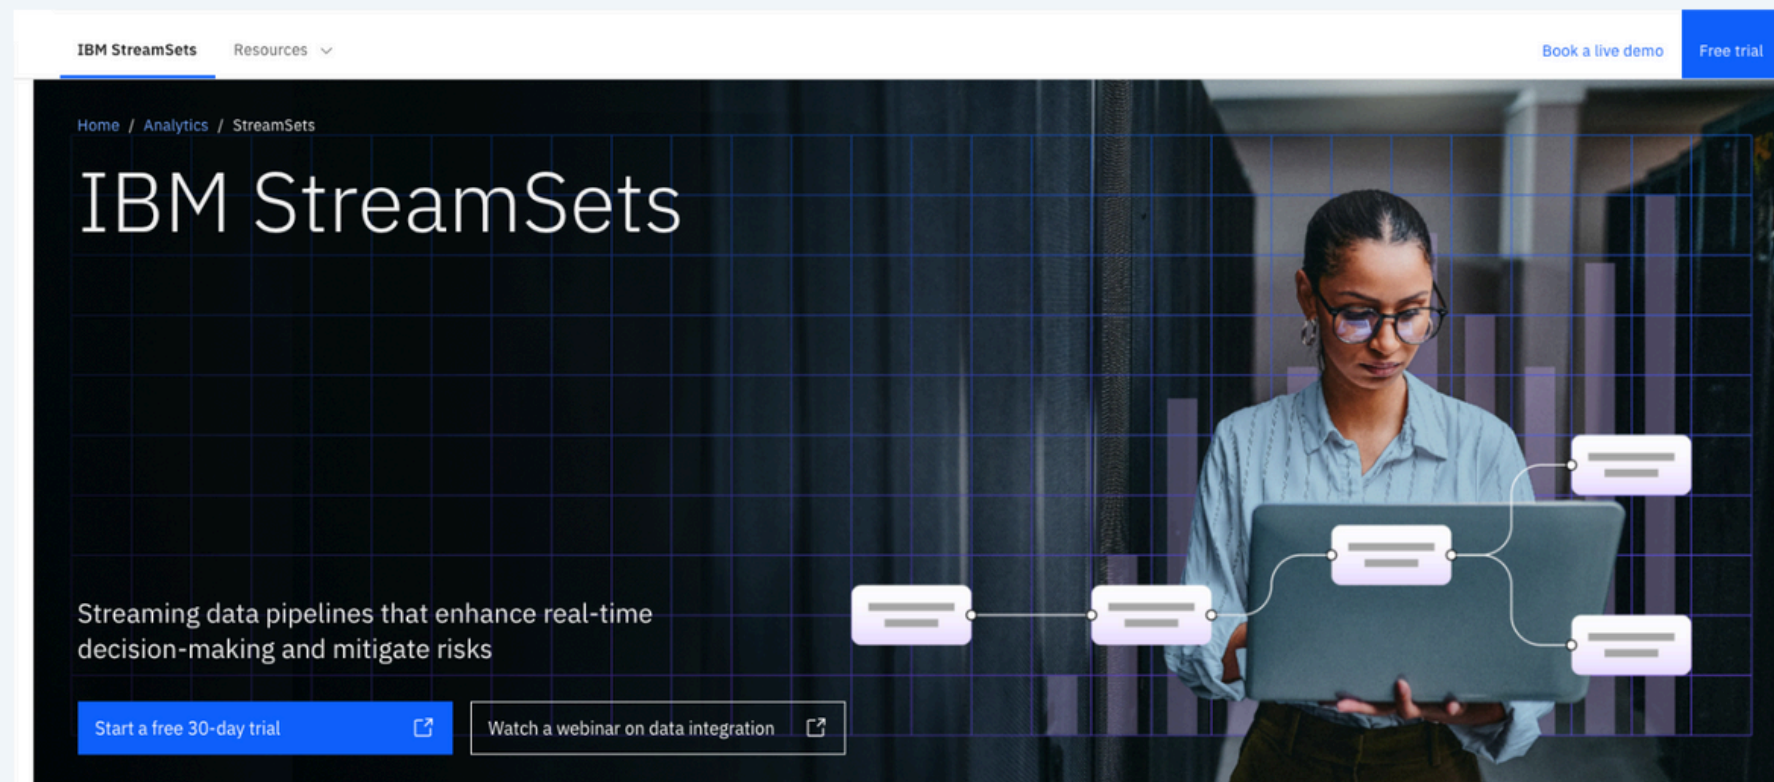 IBM StreamSets
Resources
Book a live demo
Free trial
Home / Analytics / StreamSets
IBM StreamSets
Streaming data pipelines that enhance real-time
decision-making and mitigate risks
Start a free 30-day trial
Watch a webinar on data integration